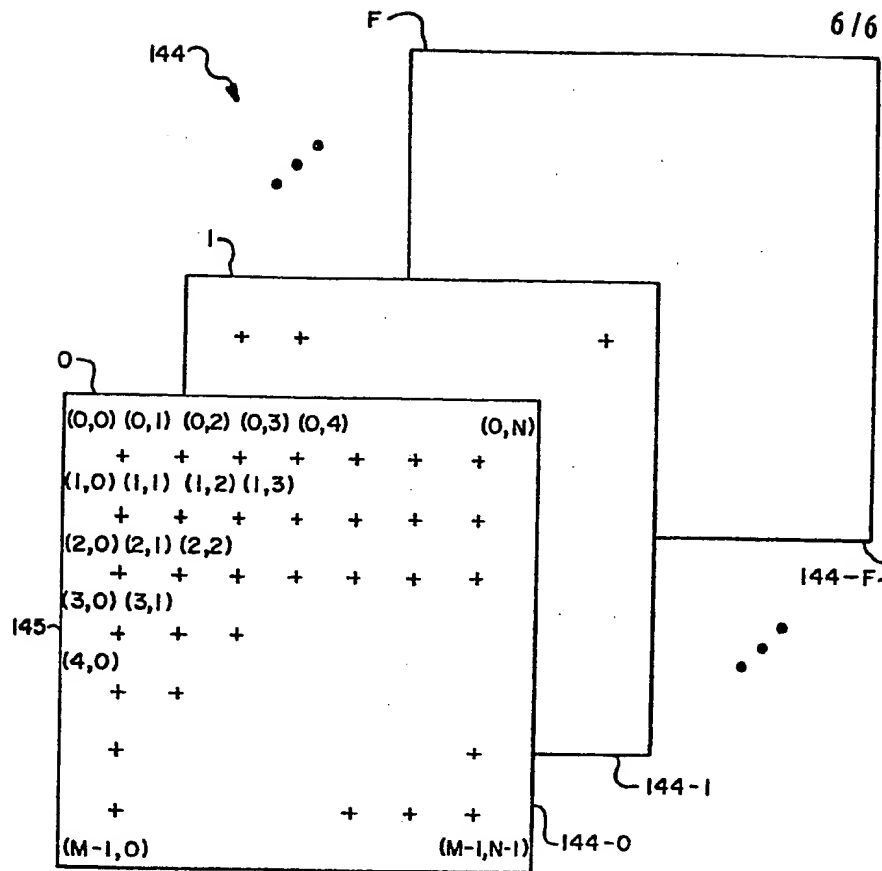 6/6
F
144
1
+ + +
0
(0,0) (0,1) (0,2) (0,3) (0,4) (0,N)
+ + + + + + +
(1,0) (1,1) (1,2) (1,3)
+ + + + + + +
(2,0) (2,1) (2,2)
+ + + + + + +
144-F
(3,0) (3,1)
145
+ + +
(4,0)
+ +
+ +
144-1
+ + + +
144-0
(M-1,0) (M-1,N-1)